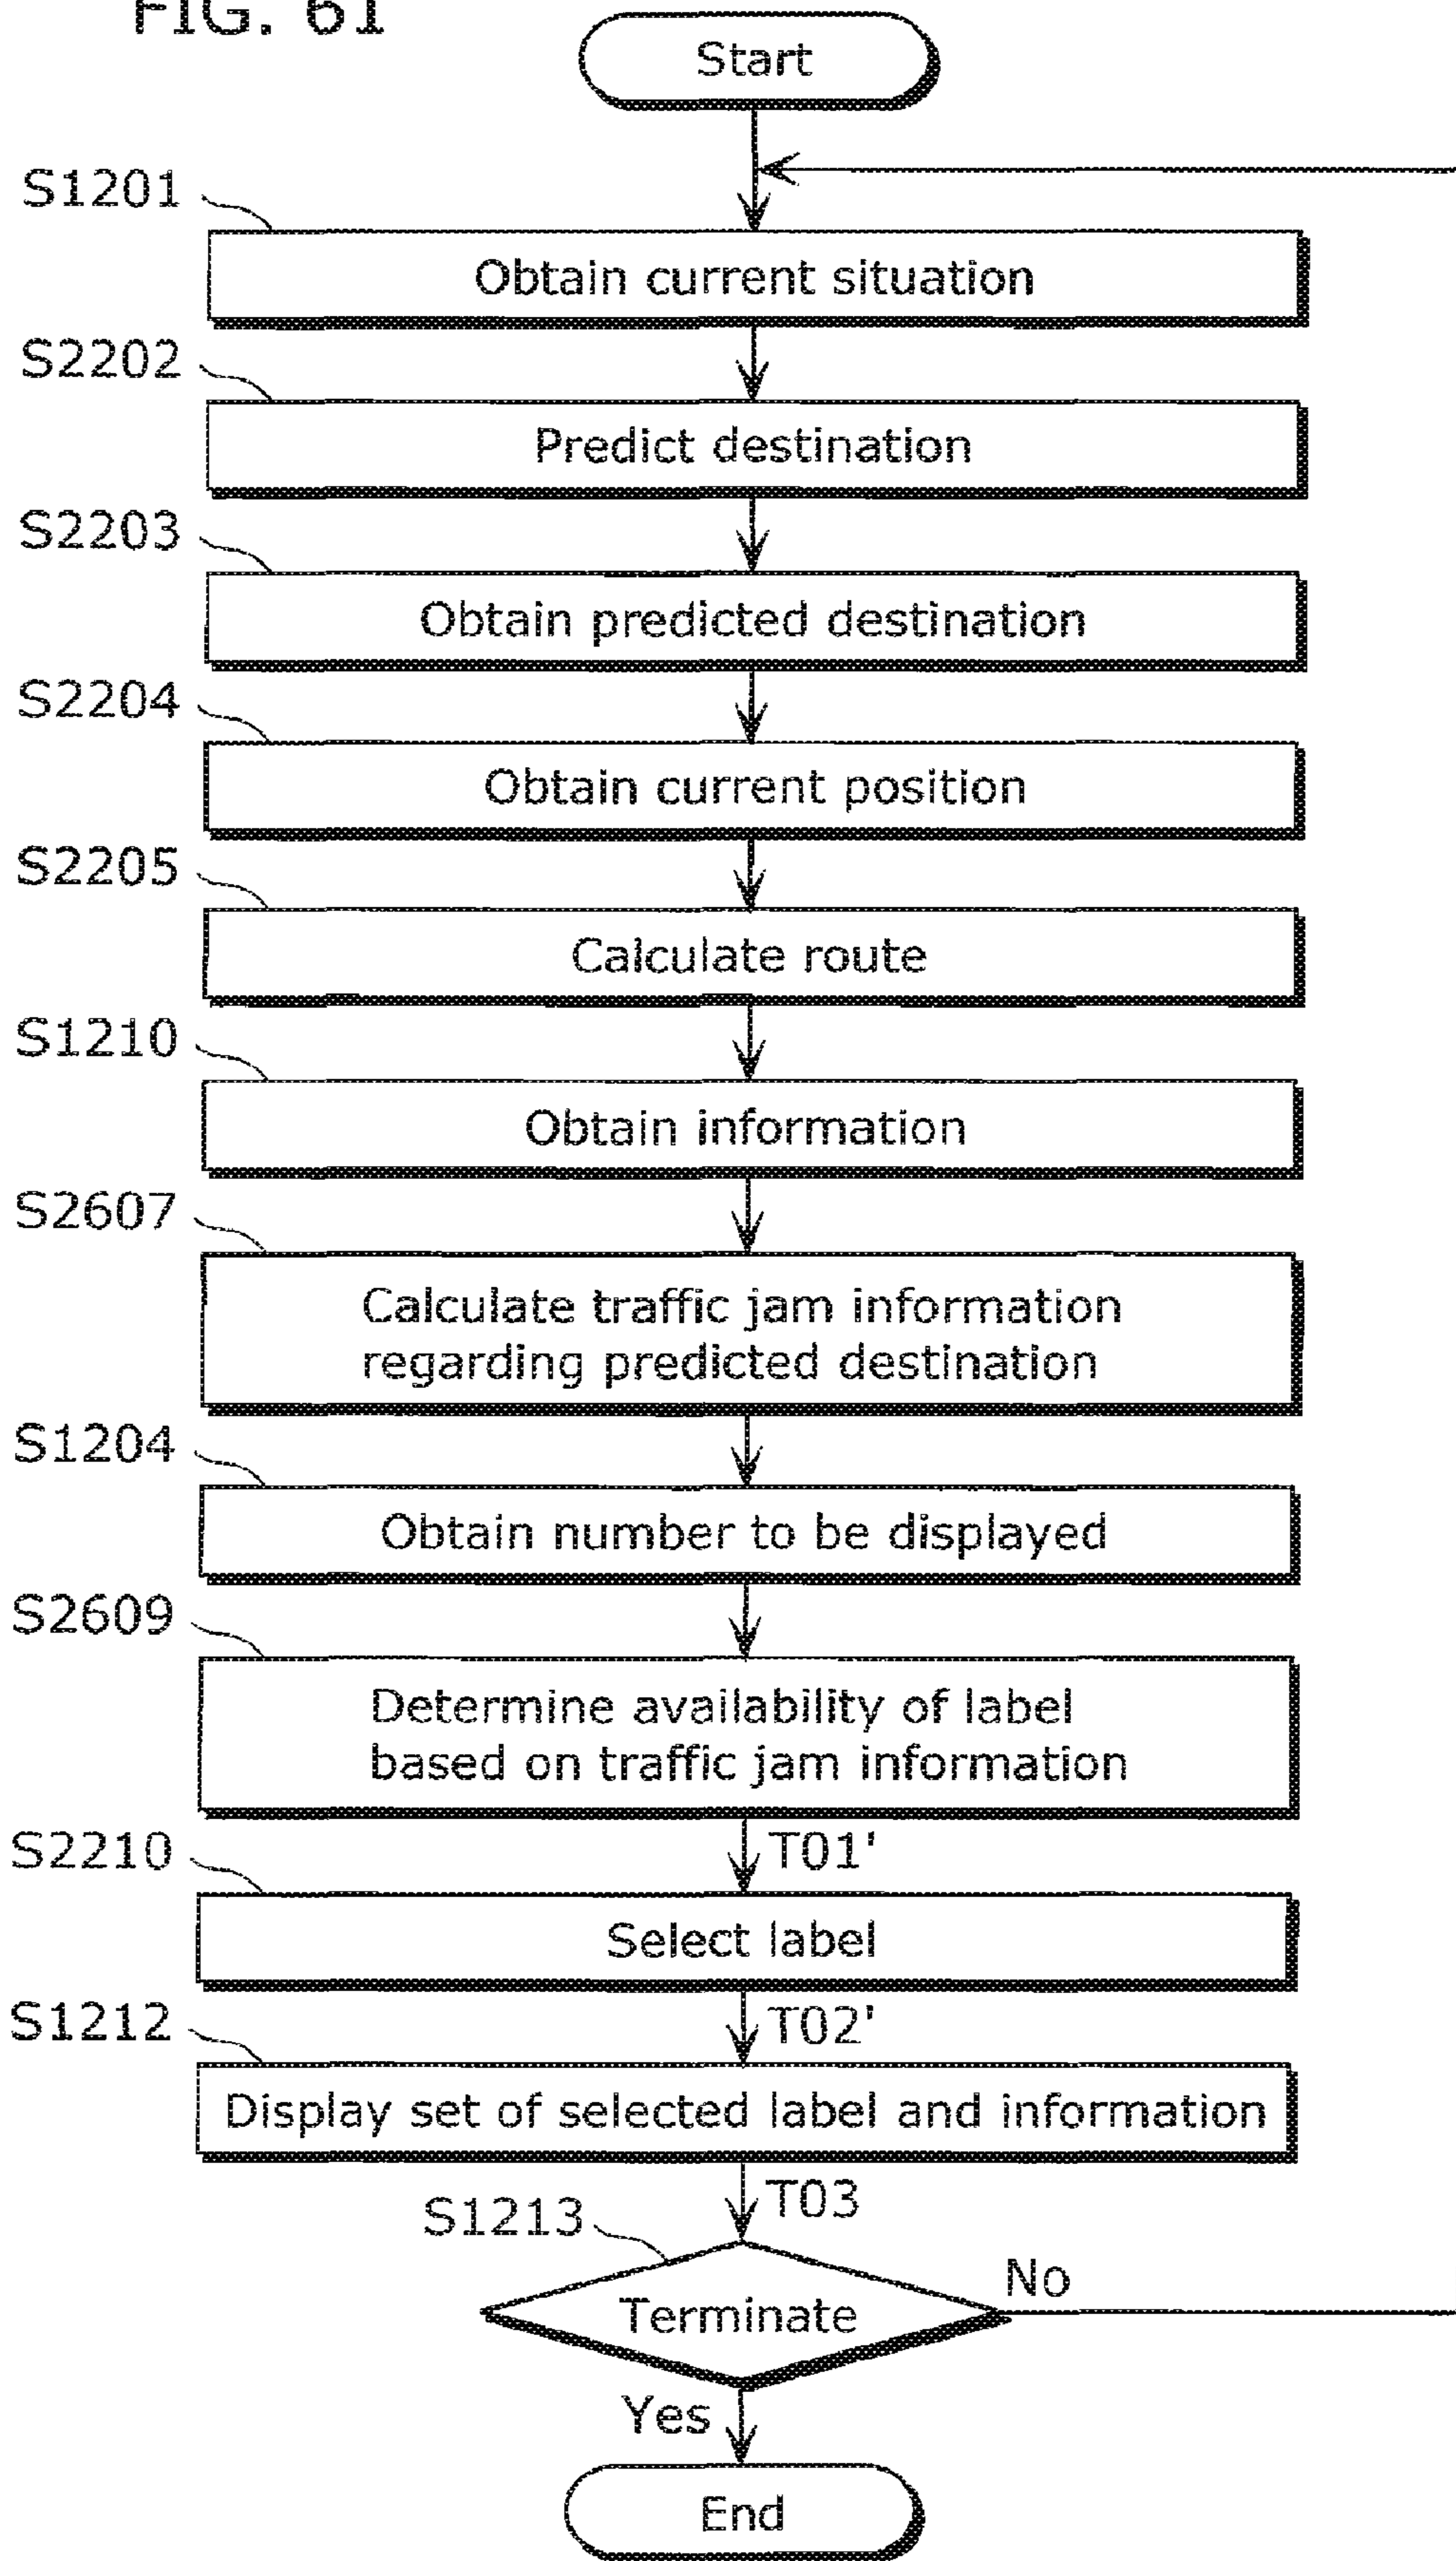 FIG. 61
Start
S1201
Obtain current situation
S2202
Predict destination
S2203
Obtain predicted destination
S2204
Obtain current position
S2205
Calculate route
S1210
Obtain information
S2607
Calculate traffic jam information
regarding predicted destination
S1204
Obtain number to be displayed
S2609
Determine availability of label
based on traffic jam information
T01'
S2210
Select label
T02'
S1212
Display set of selected label and information
T03
S1213
Terminate
No
Yes
End